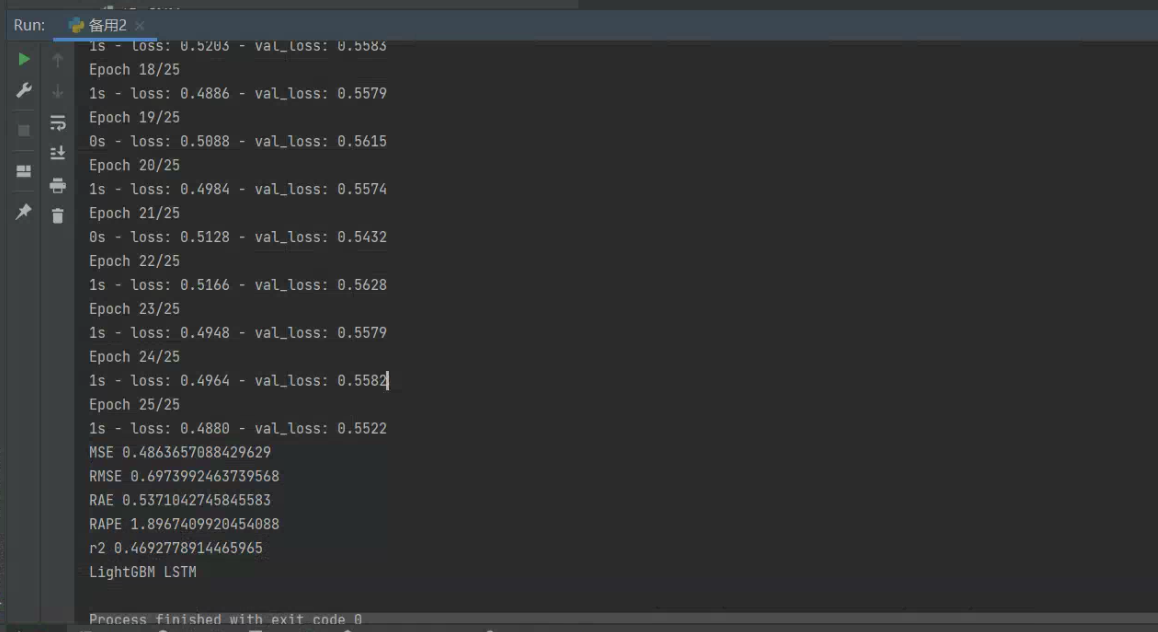 Run:
备用2
1s - loss: 0.5203 - val_loss: 0.5583
Epoch 18/25
1s - loss: 0.4886 - val_loss: 0.5579
Epoch 19/25
0s - loss: 0.5088 - val_loss: 0.5615
Epoch 20/25
1s - loss: 0.4984 - val_loss: 0.5574
Epoch 21/25
0s - loss: 0.5128 - val_loss: 0.5432
Epoch 22/25
1s - loss: 0.5166 - val_loss: 0.5628
Epoch 23/25
1s - loss: 0.4948 - val_loss: 0.5579
Epoch 24/25
1s - loss: 0.4964 - val_loss: 0.5582
Epoch 25/25
1s - loss: 0.4880 - val_loss: 0.5522
MSE 0.4863657088429629
RMSE 0.6973992463739568
RAE 0.5371042745845583
RAPE 1.8967409920454088
r2 0.4692778914465965
LightGBM LSTM
Process finished with exit code 0